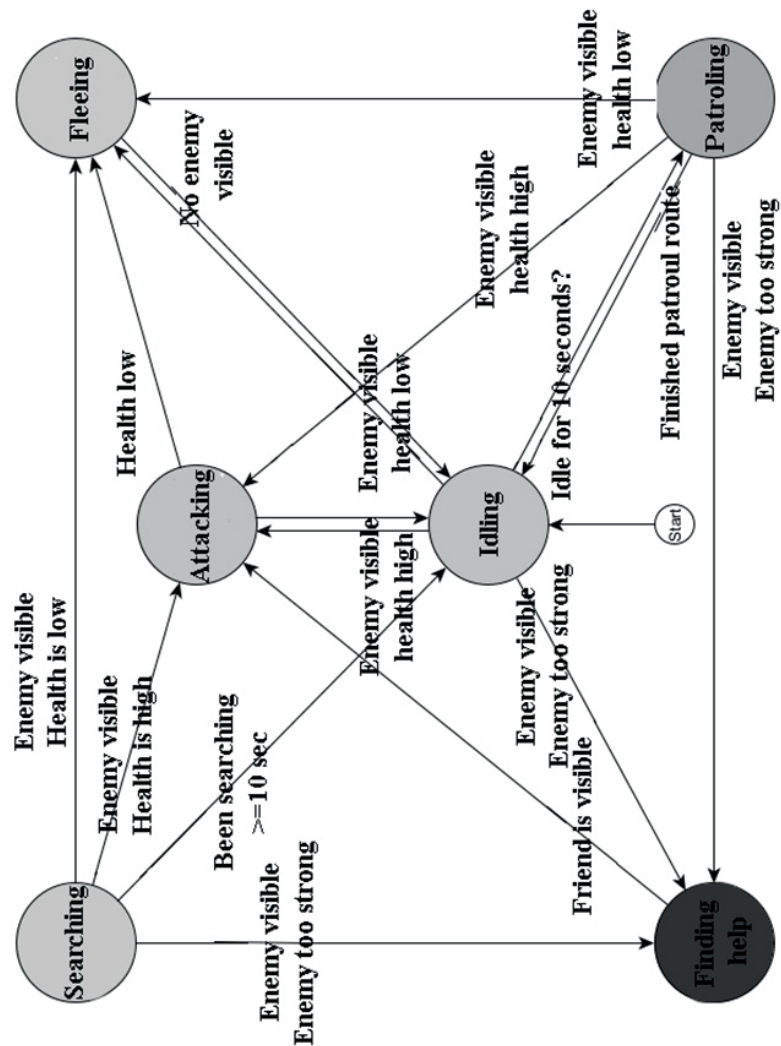 Searching
Enemy visible
Health is low
Fleeing
Enemy visible
Health is high
Health low
No enemy
visible
Attacking
Been searching
>=10 sec
Enemy visible
Enemy too strong
Enemy visible
health high
Enemy visible
health low
Enemy visible
health high
Enemy visible
health low
Idling
Enemy visible
Enemy too strong
Friend is visible
Idle for 10 seconds?
Finished patroul route
Start
Finding
help
Enemy visible
Enemy too strong
Patroling